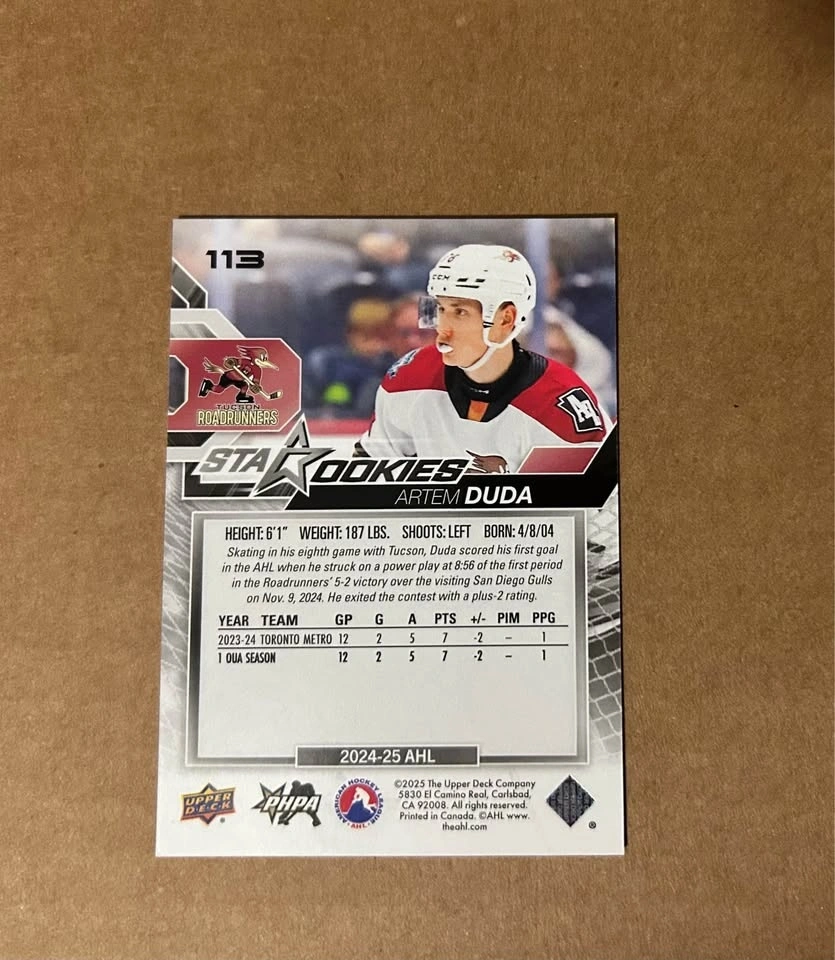 113
CCM
TUCSON
ROADRUNNERS
STAR ROOKIES
ARTEM DUDA
HEIGHT: 6'1" WEIGHT: 187 LBS. SHOOTS: LEFT BORN: 4/8/04
Skating in his eighth game with Tucson, Duda scored his first goal
in the AHL when he struck on a power play at 8:56 of the first period
in the Roadrunners' 5-2 victory over the visiting San Diego Gulls
on Nov. 9, 2024. He exited the contest with a plus-2 rating.
YEAR TEAM GP G A PTS +/- PIM PPG
2023-24 TORONTO METRO 12 2 5 7 -2 – 1
1 OUA SEASON 12 2 5 7 -2 – 1
2024-25 AHL
UPPER
DECK
PHPA
AMERICAN HOCKEY LEAGUE
AHL
©2025 The Upper Deck Company
5830 El Camino Real, Carlsbad,
CA 92008. All rights reserved.
Printed in Canada. ©AHL www.
theahl.com
®